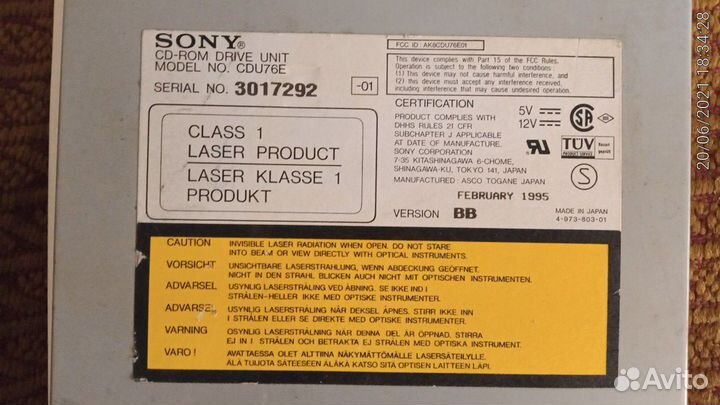 SONY®
CD-ROM DRIVE UNIT
MODEL NO. CDU76E
SERIAL NO. 3017292
-01
CLASS 1
LASER PRODUCT
LASER KLASSE 1
PRODUKT
FCC ID : AK8CDU76E01
This device complies with Part 15 of the FCC Rules.
Operation is subject to the following two conditions:
(1) This device may not cause harmful interference, and
(2) this device must accept any interference received,
including interference that may cause undesired operation.
CERTIFICATION
PRODUCT COMPLIES WITH
DHHS RULES 21 CFR
SUBCHAPTER J APPLICABLE
AT DATE OF MANUFACTURE.
SONY CORPORATION
7-35 KITASHINAGAWA 6-CHOME,
SHINAGAWA-KU, TOKYO 141, JAPAN
MANUFACTURED : ASCO TOGANE JAPAN
5V
12V
TÜV
PRODUCT SERVICE
Bauart
geprüft
S
FEBRUARY 1995
VERSION BB
MADE IN JAPAN
4-973-803-01
CAUTION INVISIBLE LASER RADIATION WHEN OPEN. DO NOT STARE
INTO BEAM OR VIEW DIRECTLY WITH OPTICAL INSTRUMENTS.
VORSICHT UNSICHTBARE LASERSTRAHLUNG, WENN ABDECKUNG GEÖFFNET.
NICHT IN DEN STRAHL BLICKEN AUCH NICHT MIT OPTISCHEN INSTRUMENTEN.
ADVARSEL USYNLIG LASERSTRÅLING VED ÅBNING. SE IKKE IND I
STRÅLEN-HELLER IKKE MED OPTISKE INSTRUMENTER.
ADVARSEL USYNLIG LASERSTRÅLING NÅR DEKSEL ÅPNES. STIRR IKKE INN
I STRÅLEN ELLER SE DIREKTE MED OPTISKE INSTRUMENTER.
VARNING OSYNLIG LASERSTRÅLNING NÄR DENNA DEL ÄR ÖPPNAD. STIRRA
EJ IN I STRÅLEN OCH BETRAKTA EJ STRÅLEN MED OPTISKA INSTRUMENT.
VARO ! AVATTAESSA OLET ALTTIINA NÄKYMÄTTÖMÄLLE LASERSÄTEILYLLE.
ÄLÄ TUIJOTA SÄTEESEEN ÄLÄKÄ KATSO SITÄ OPTISEN LAITTEEN LÄPI.
20/06/2021 18:34:28
Avito